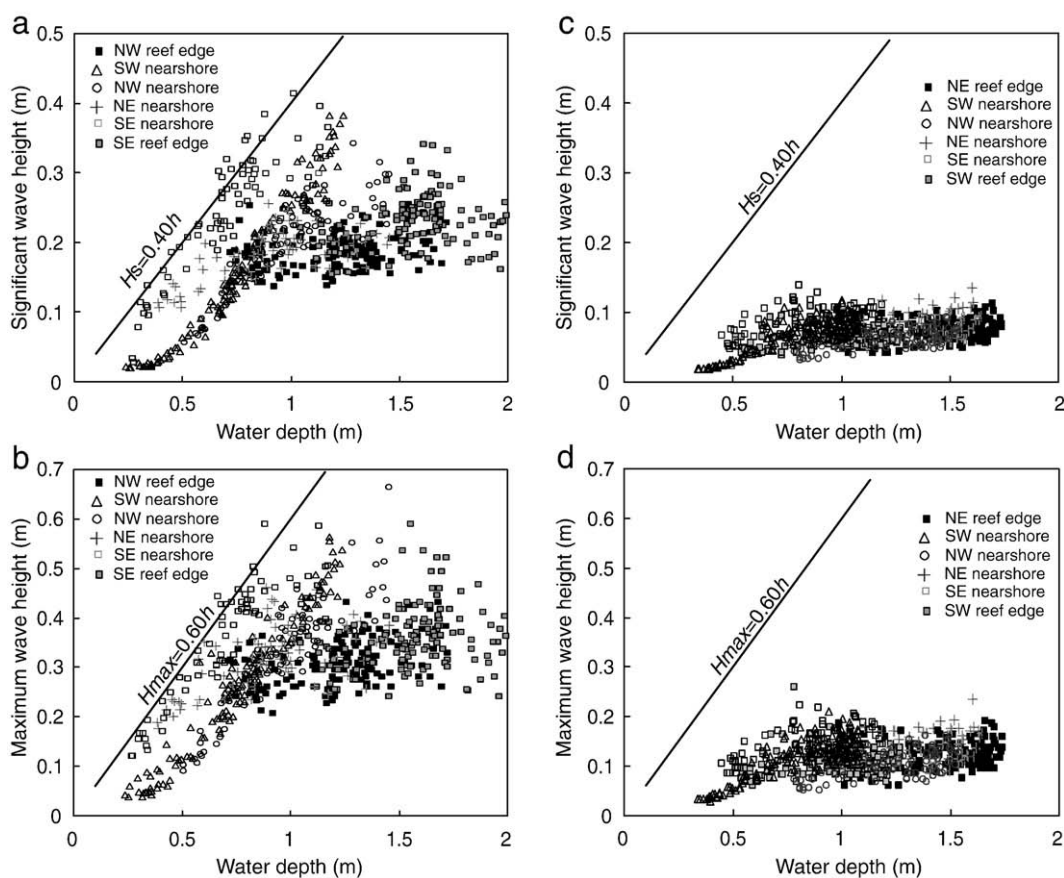 a
0.5
0.4
0.3
0.2
0.1
0
Significant wave height (m)
NW reef edge
SW nearshore
NW nearshore
NE nearshore
SE nearshore
SE reef edge
Hs=0.40h
0.5
1
1.5
2
Water depth (m)
c
0.5
0.4
0.3
0.2
0.1
0
Significant wave height (m)
NE reef edge
SW nearshore
NW nearshore
NE nearshore
SE nearshore
SW reef edge
Hs=0.40h
0
0.5
1
1.5
2
Water depth (m)
b
0.7
0.6
0.5
0.4
0.3
0.2
0.1
0
Maximum wave height (m)
NW reef edge
SW nearshore
NW nearshore
NE nearshore
SE nearshore
SE reef edge
Hmax=0.60h
0.5
1
1.5
2
Water depth (m)
d
0.7
0.6
0.5
0.4
0.3
0.2
0.1
0
Maximum wave height (m)
NE reef edge
SW nearshore
NW nearshore
NE nearshore
SE nearshore
SW reef edge
Hmax=0.60h
0
0.5
1
1.5
2
Water depth (m)